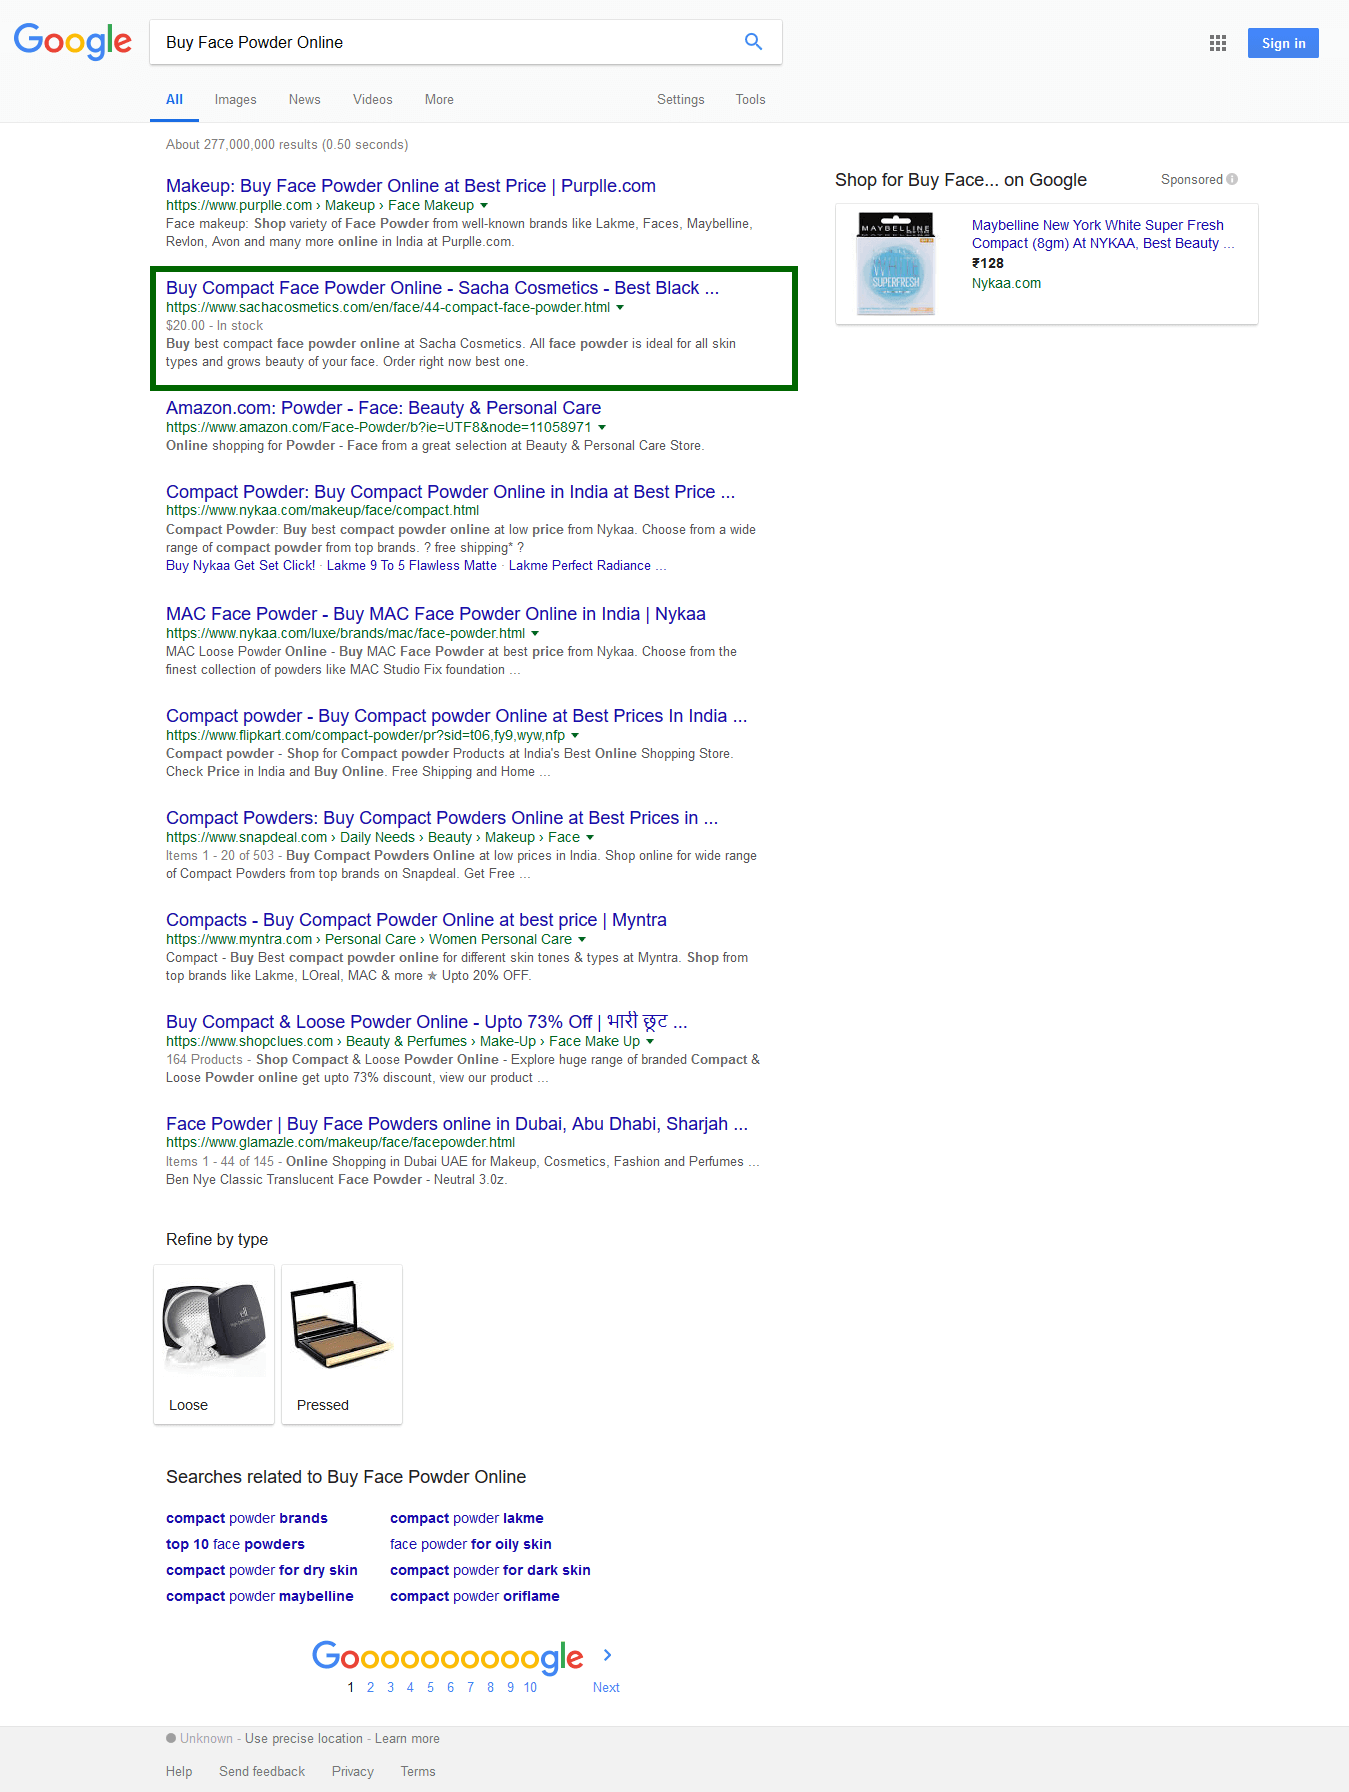 Google
Buy Face Powder Online
Sign in
All Images News Videos More Settings Tools
About 277,000,000 results (0.50 seconds)
Makeup: Buy Face Powder Online at Best Price | Purplle.com
https://www.purplle.com › Makeup › Face Makeup
Face makeup: Shop variety of Face Powder from well-known brands like Lakme, Faces, Maybelline,
Revlon, Avon and many more online in India at Purplle.com.
Buy Compact Face Powder Online - Sacha Cosmetics - Best Black ...
https://www.sachacosmetics.com/en/face/44-compact-face-powder.html
$20.00 - In stock
Buy best compact face powder online at Sacha Cosmetics. All face powder is ideal for all skin
types and grows beauty of your face. Order right now best one.
Amazon.com: Powder - Face: Beauty & Personal Care
https://www.amazon.com/Face-Powder/b?ie=UTF8&node=11058971
Online shopping for Powder - Face from a great selection at Beauty & Personal Care Store.
Compact Powder: Buy Compact Powder Online in India at Best Price ...
https://www.nykaa.com/makeup/face/compact.html
Compact Powder: Buy best compact powder online at low price from Nykaa. Choose from a wide
range of compact powder from top brands. ? free shipping* ?
Buy Nykaa Get Set Click! · Lakme 9 To 5 Flawless Matte · Lakme Perfect Radiance ...
MAC Face Powder - Buy MAC Face Powder Online in India | Nykaa
https://www.nykaa.com/luxe/brands/mac/face-powder.html
MAC Loose Powder Online - Buy MAC Face Powder at best price from Nykaa. Choose from the
finest collection of powders like MAC Studio Fix foundation ...
Compact powder - Buy Compact powder Online at Best Prices In India ...
https://www.flipkart.com/compact-powder/pr?sid=t06,fy9,wyw,nfp
Compact powder - Shop for Compact powder Products at India's Best Online Shopping Store.
Check Price in India and Buy Online. Free Shipping and Home ...
Compact Powders: Buy Compact Powders Online at Best Prices in ...
https://www.snapdeal.com › Daily Needs › Beauty › Makeup › Face
Items 1 - 20 of 503 - Buy Compact Powders Online at low prices in India. Shop online for wide range
of Compact Powders from top brands on Snapdeal. Get Free ...
Compacts - Buy Compact Powder Online at best price | Myntra
https://www.myntra.com › Personal Care › Women Personal Care
Compact - Buy Best compact powder online for different skin tones & types at Myntra. Shop from
top brands like Lakme, LOreal, MAC & more ★ Upto 20% OFF.
Buy Compact & Loose Powder Online - Upto 73% Off | भारी छूट ...
https://www.shopclues.com › Beauty & Perfumes › Make-Up › Face Make Up
164 Products - Shop Compact & Loose Powder Online - Explore huge range of branded Compact &
Loose Powder online get upto 73% discount, view our product ...
Face Powder | Buy Face Powders online in Dubai, Abu Dhabi, Sharjah ...
https://www.glamazle.com/makeup/face/facepowder.html
Items 1 - 44 of 145 - Online Shopping in Dubai UAE for Makeup, Cosmetics, Fashion and Perfumes ...
Ben Nye Classic Translucent Face Powder - Neutral 3.0z.
Shop for Buy Face... on Google Sponsored
MAYBELLINE
WHITE
SUPERFRESH
Maybelline New York White Super Fresh
Compact (8gm) At NYKAA, Best Beauty ...
₹128
Nykaa.com
Refine by type
elf
Loose Pressed
Searches related to Buy Face Powder Online
compact powder brands compact powder lakme
top 10 face powders face powder for oily skin
compact powder for dry skin compact powder for dark skin
compact powder maybelline compact powder oriflame
Goooooooooogle
1 2 3 4 5 6 7 8 9 10 Next
Unknown - Use precise location - Learn more
Help Send feedback Privacy Terms